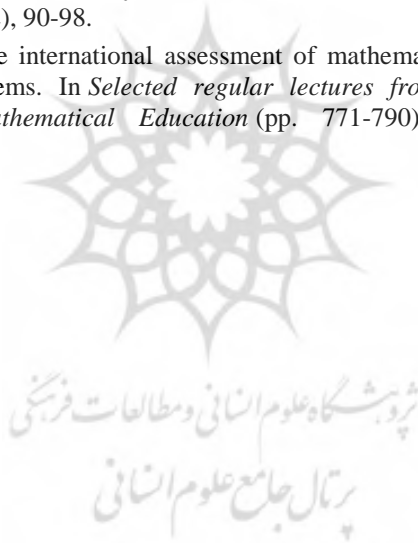 ), 90-98.
e international assessment of mathema
ems. In Selected regular lectures fro
athematical Education (pp. 771-790)
پژوهشگاه علوم انسانی و مطالعات فرهنگی
پرتال جامع علوم انسانی